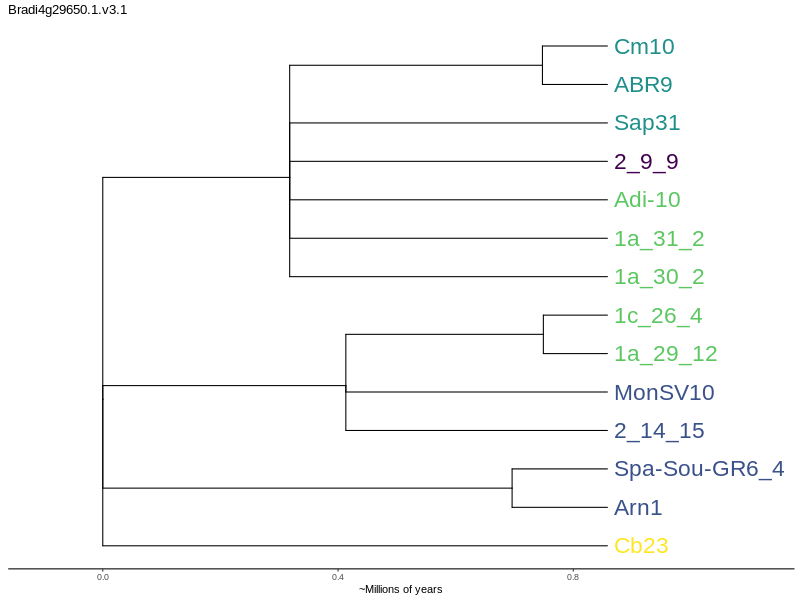 Bradi4g29650.1.v3.1
Cm10
ABR9
Sap31
2_9_9
Adi-10
1a_31_2
1a_30_2
1c_26_4
1a_29_12
MonSV10
2_14_15
Spa-Sou-GR6_4
Arn1
Cb23
0.0 0.4 0.8
~Millions of years